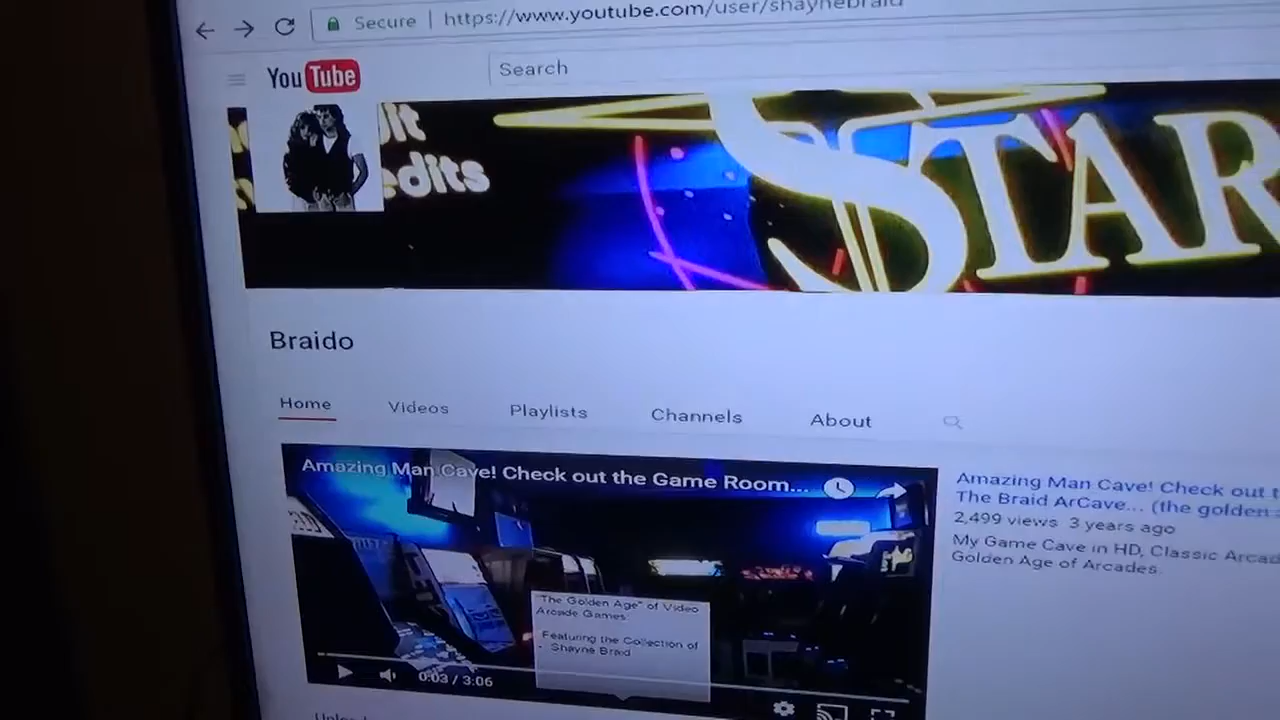 Secure | https://www.youtube.com/user/shaynebraid
YouTube
Search
edits
STAR
Braido
Home Videos Playlists Channels About
Amazing Man Cave! Check out the Game Room...
Amazing Man Cave! Check out
The Braid ArCave... (the golden
2,499 views 3 years ago
My Game Cave in HD, Classic Arcad
Golden Age of Arcades.
"The Golden Age" of Video
Arcade Games
Featuring the Collection of
- Shayne Braid
0:03 / 3:06